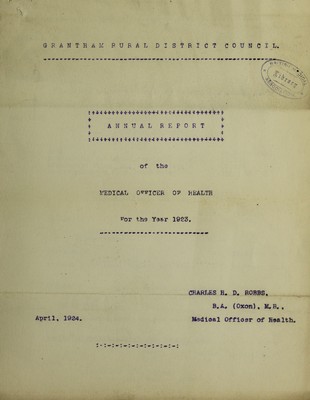 GRANTHAM RURAL DISTRICT COUNCIL.
ANNUAL REPORT
of the
MEDICAL OFFICER OF HEALTH
For the Year 1923.
CHARLES H. D. ROBBS,
B.A. (Oxon), M.B.,
April, 1924.
Medical Officer of Health.